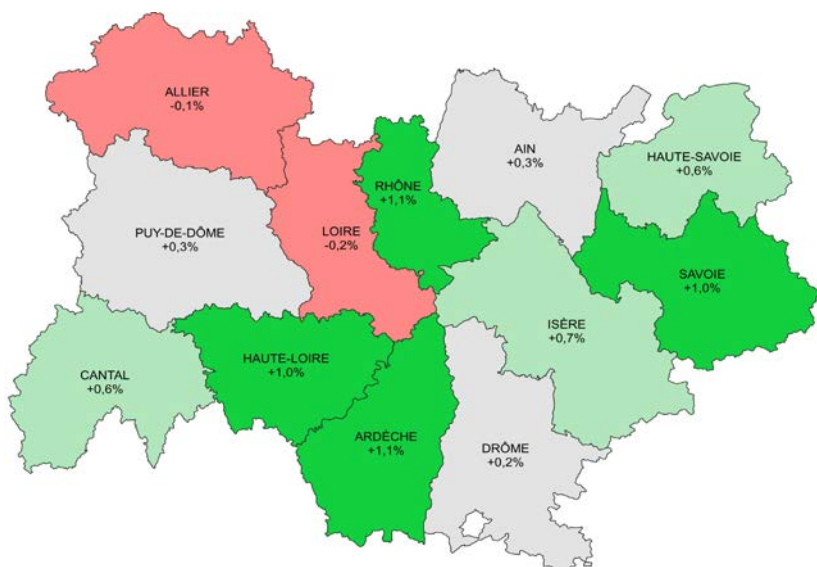 ALLIER
-0,1%
AIN
+0,3%
HAUTE-SAVOIE
+0,6%
RHÔNE
+1,1%
PUY-DE-DÔME
+0,3%
LOIRE
-0,2%
SAVOIE
+1,0%
ISÈRE
+0,7%
HAUTE-LOIRE
+1,0%
CANTAL
+0,6%
ARDÈCHE
+1,1%
DRÔME
+0,2%